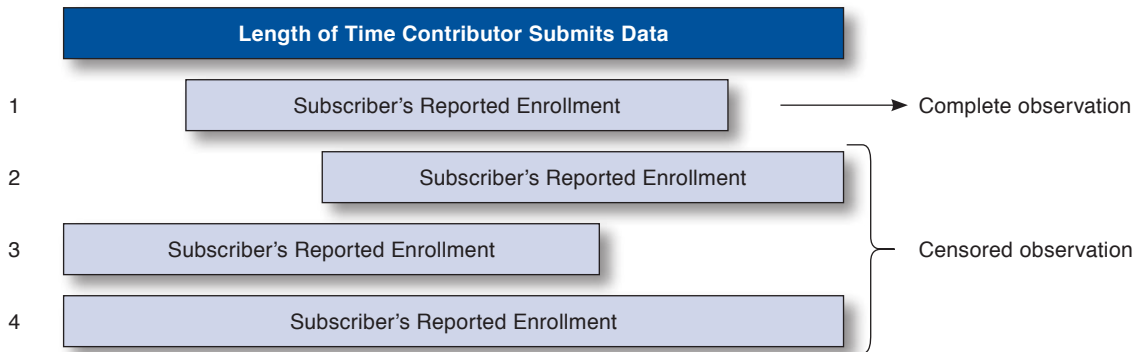 Length of Time Contributor Submits Data
1 Subscriber's Reported Enrollment Complete observation
2 Subscriber's Reported Enrollment
3 Subscriber's Reported Enrollment Censored observation
4 Subscriber's Reported Enrollment